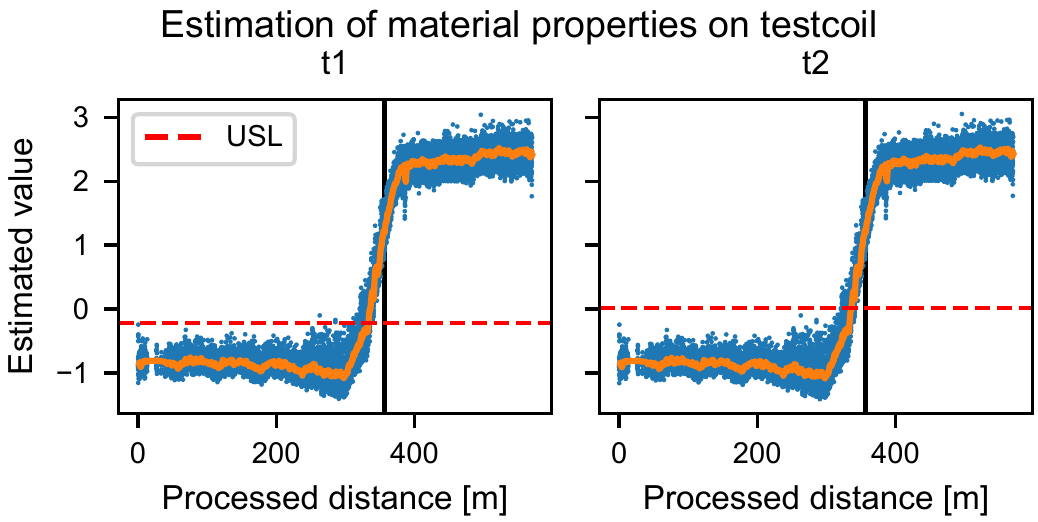 Estimation of material properties on testcoil
t1
t2
Estimated value
3
2
1
0
−1
USL
0
200
400
0
200
400
Processed distance [m]
Processed distance [m]